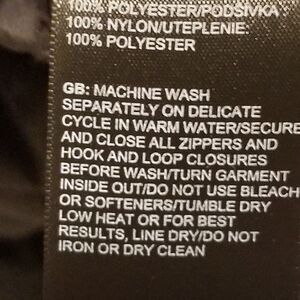 100% POLYESTER/PODŠÍVKA
100% NYLON/UTEPLENIE:
100% POLYESTER
GB: MACHINE WASH
SEPARATELY ON DELICATE
CYCLE IN WARM WATER/SECURE
AND CLOSE ALL ZIPPERS AND
HOOK AND LOOP CLOSURES
BEFORE WASH/TURN GARMENT
INSIDE OUT/DO NOT USE BLEACH
OR SOFTENERS/TUMBLE DRY
LOW HEAT OR FOR BEST
RESULTS, LINE DRY/DO NOT
IRON OR DRY CLEAN